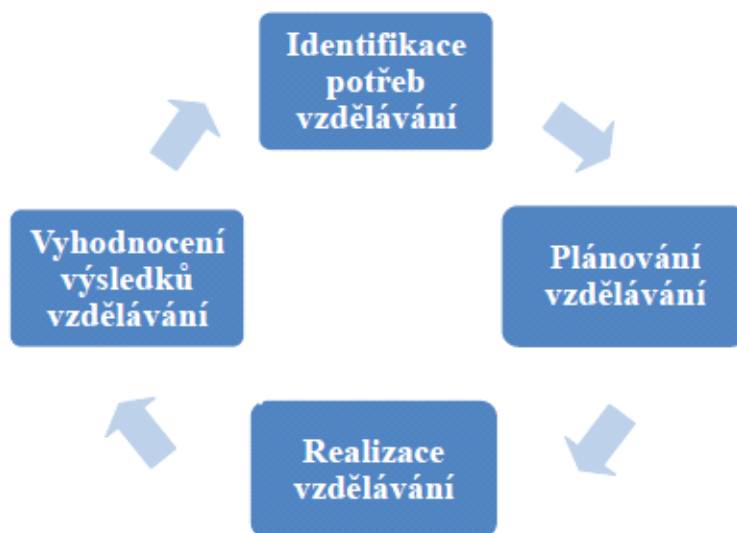 Identifikace
potřeb
vzdělávání
Plánování
vzdělávání
Realizace
vzdělávání
Vyhodnocení
výsledků
vzdělávání